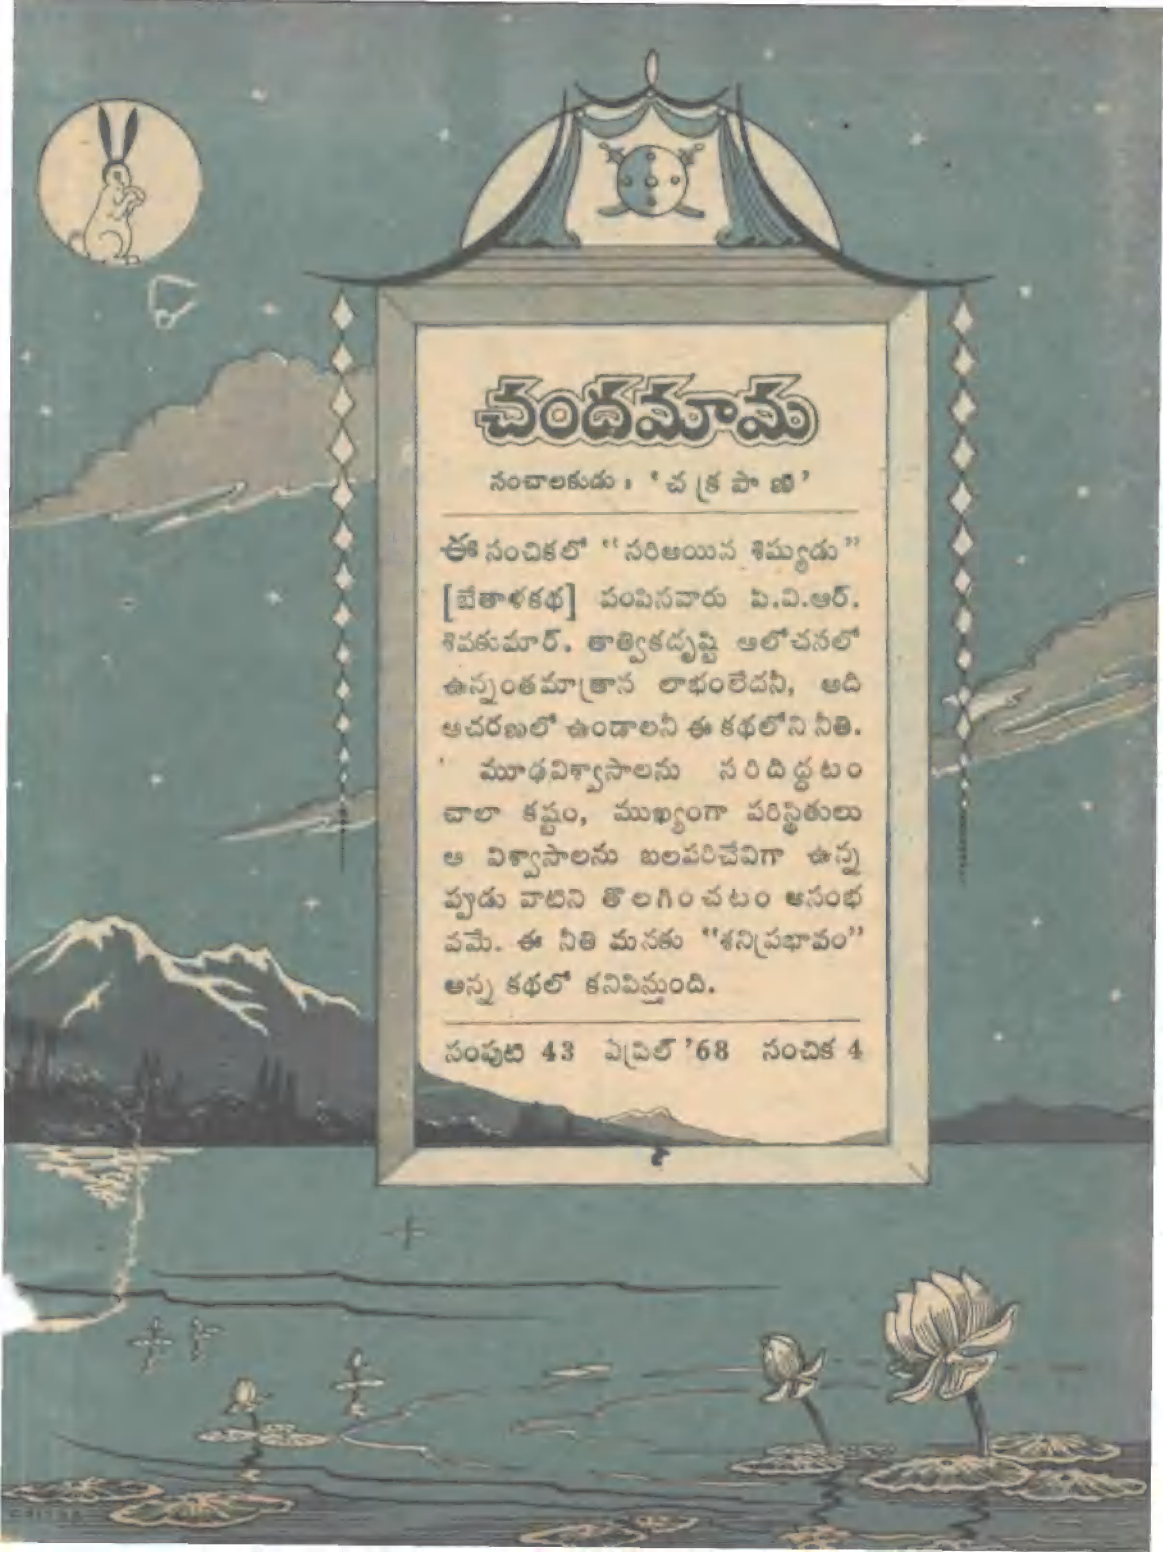 చందమామ
సంచాలకుడు : 'చక్రపాణి'
ఈ సంచికలో "సరిఅయిన శిష్యుడు"
[బేతాళకథ] పంపినవారు పి.వి.ఆర్.
శివకుమార్. తాత్వికదృష్టి ఆలోచనలో
ఉన్నంతమాత్రాన లాభంలేదనీ, అది
ఆచరణలో ఉండాలనీ ఈ కథలోని నీతి.
మూఢవిశ్వాసాలను సరిదిద్దటం
చాలా కష్టం, ముఖ్యంగా పరిస్థితులు
ఆ విశ్వాసాలను బలపరిచేవిగా ఉన్న
ప్పుడు వాటిని తొలగించటం అసంభ
వమే. ఈ నీతి మనకు "శనిప్రభావం"
అన్న కథలో కనిపిస్తుంది.
సంపుటి 43 ఏప్రిల్ '68 సంచిక 4